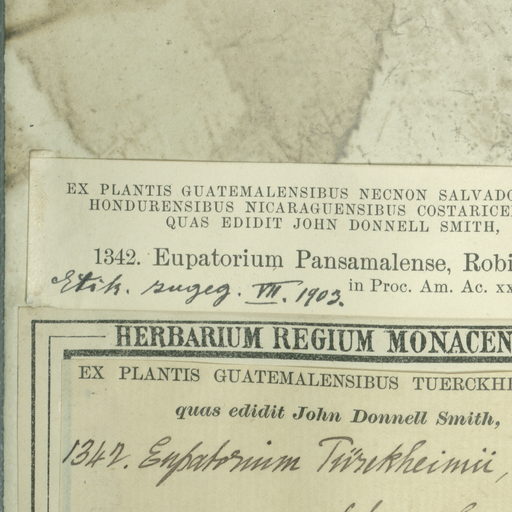 EX PLANTIS GUATEMALENSIBUS NECNON SALVADO
HONDURENSIBUS NICARAGUENSIBUS COSTARICE
QUAS EDIDIT JOHN DONNELL SMITH,
1342. Eupatorium Pansamalense, Robi
in Proc. Am. Ac. xx
Etik. zugeg. VII. 1903.
HERBARIUM REGIUM MONACEN
EX PLANTIS GUATEMALENSIBUS TUERCKHE
quas edidit John Donnell Smith,
1342. Eupatorium Türckheimii,